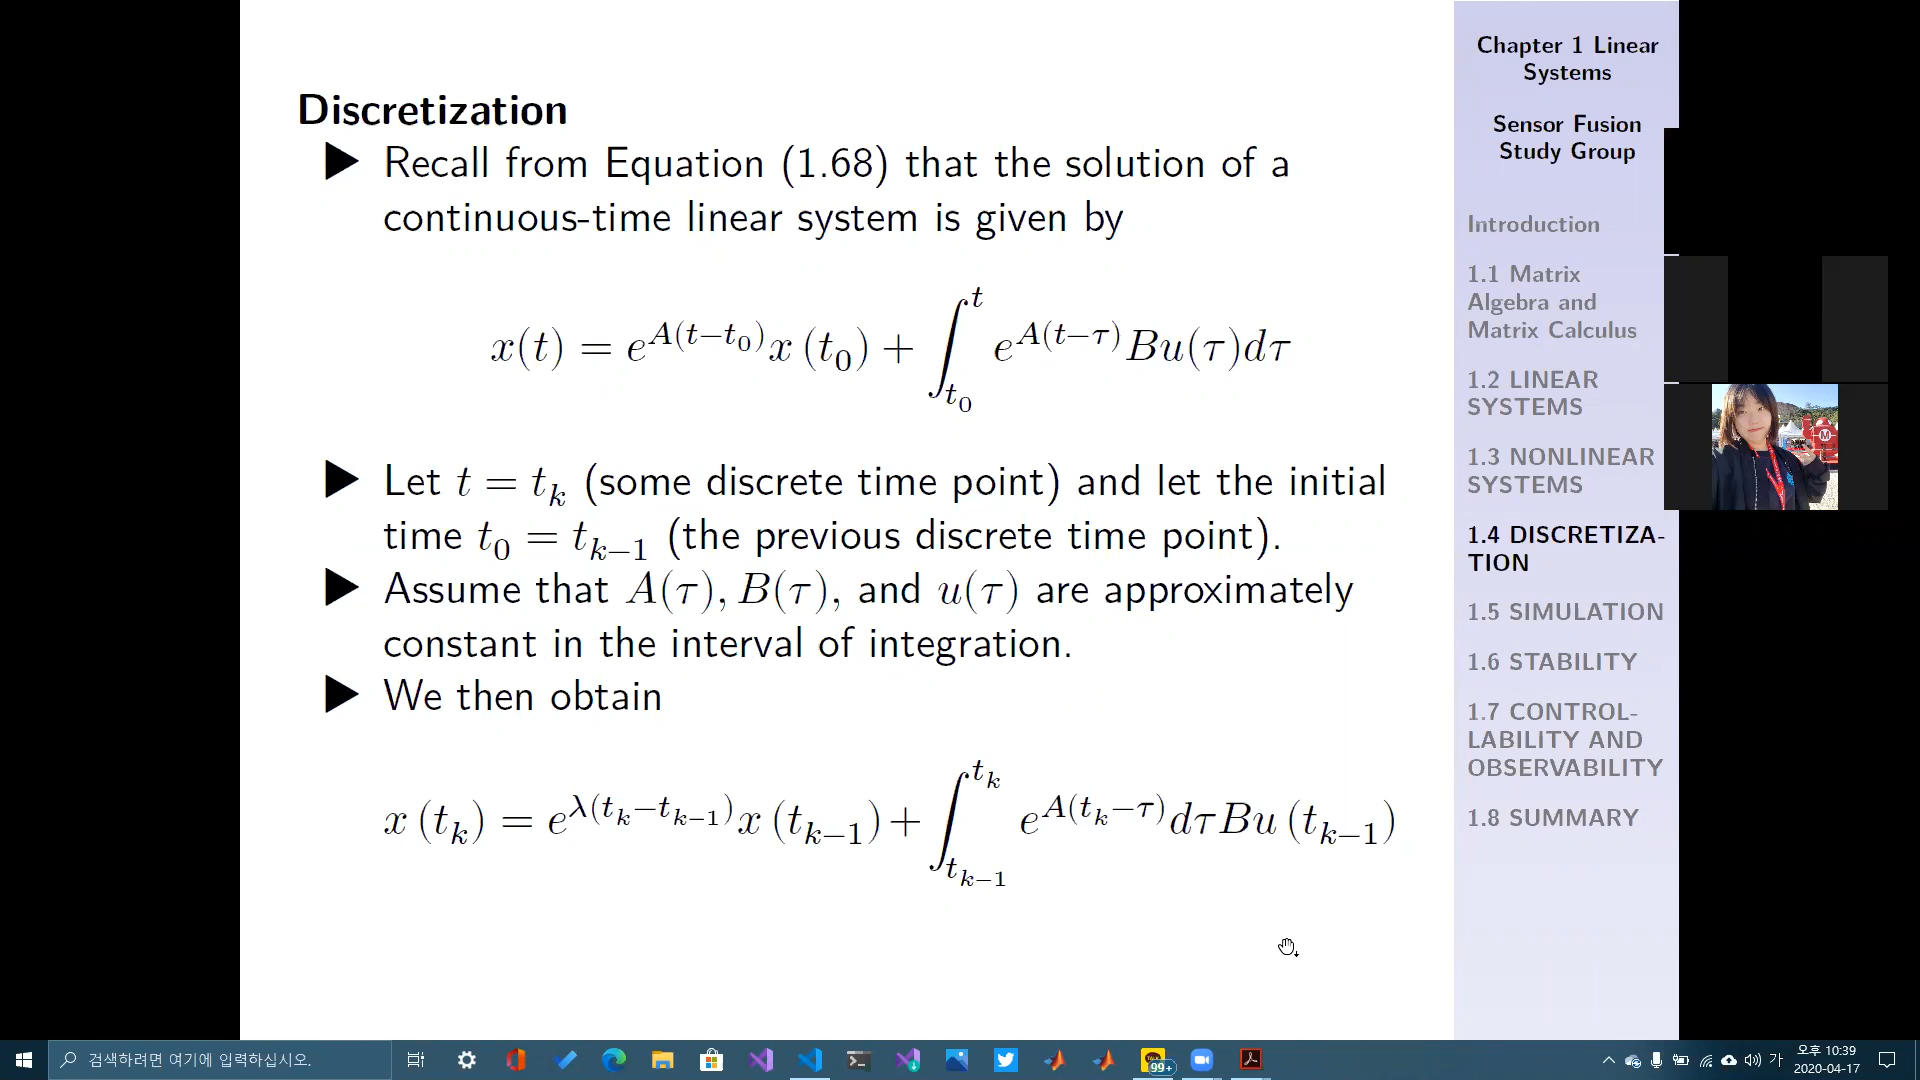 Discretization
▶ Recall from Equation (1.68) that the solution of a
continuous-time linear system is given by
x(t) = e^{A(t−t_0)} x (t_0) + ∫_{t_0}^{t} e^{A(t−τ)} Bu(τ)dτ
▶ Let t = t_k (some discrete time point) and let the initial
time t_0 = t_{k−1} (the previous discrete time point).
▶ Assume that A(τ), B(τ), and u(τ) are approximately
constant in the interval of integration.
▶ We then obtain
x (t_k) = e^{λ(t_k−t_{k−1})} x (t_{k−1}) + ∫_{t_{k−1}}^{t_k} e^{A(t_k−τ)} dτBu (t_{k−1})
Chapter 1 Linear
Systems
Sensor Fusion
Study Group
Introduction
1.1 Matrix
Algebra and
Matrix Calculus
1.2 LINEAR
SYSTEMS
1.3 NONLINEAR
SYSTEMS
1.4 DISCRETIZA-
TION
1.5 SIMULATION
1.6 STABILITY
1.7 CONTROL-
LABILITY AND
OBSERVABILITY
1.8 SUMMARY
M
검색하려면 여기에 입력하십시오.
TALK
99+
가
오후 10:39
2020-04-17